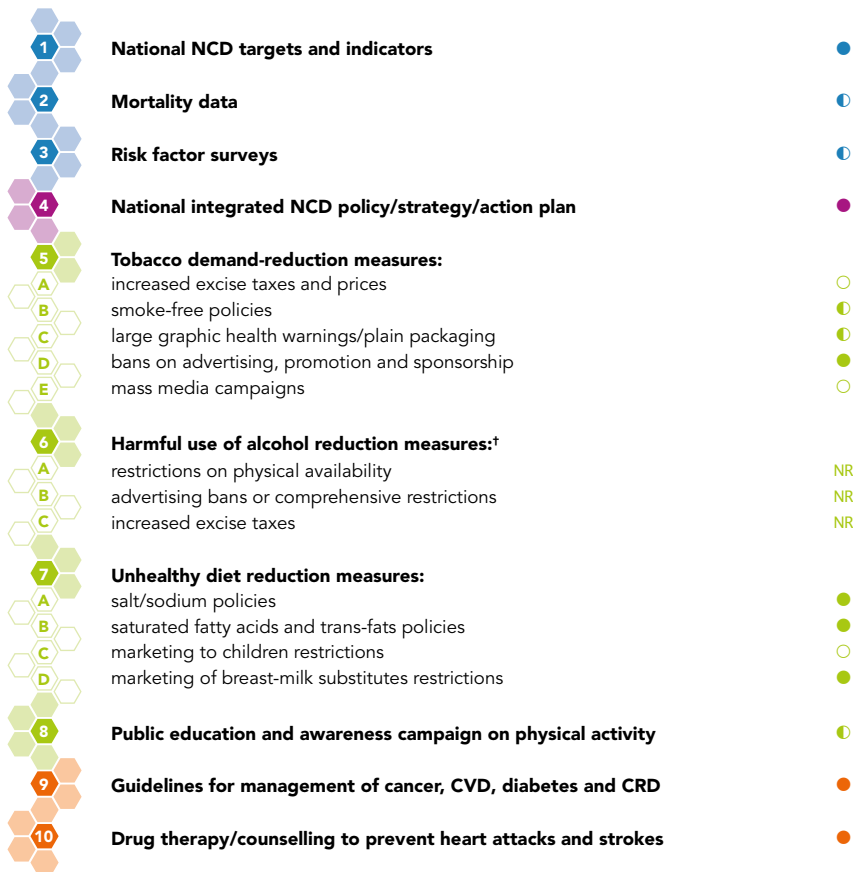 1 National NCD targets and indicators
2 Mortality data
3 Risk factor surveys
4 National integrated NCD policy/strategy/action plan
5 Tobacco demand-reduction measures:
A increased excise taxes and prices
B smoke-free policies
C large graphic health warnings/plain packaging
D bans on advertising, promotion and sponsorship
E mass media campaigns
6 Harmful use of alcohol reduction measures:†
A restrictions on physical availability NR
B advertising bans or comprehensive restrictions NR
C increased excise taxes NR
7 Unhealthy diet reduction measures:
A salt/sodium policies
B saturated fatty acids and trans-fats policies
C marketing to children restrictions
D marketing of breast-milk substitutes restrictions
8 Public education and awareness campaign on physical activity
9 Guidelines for management of cancer, CVD, diabetes and CRD
10 Drug therapy/counselling to prevent heart attacks and strokes